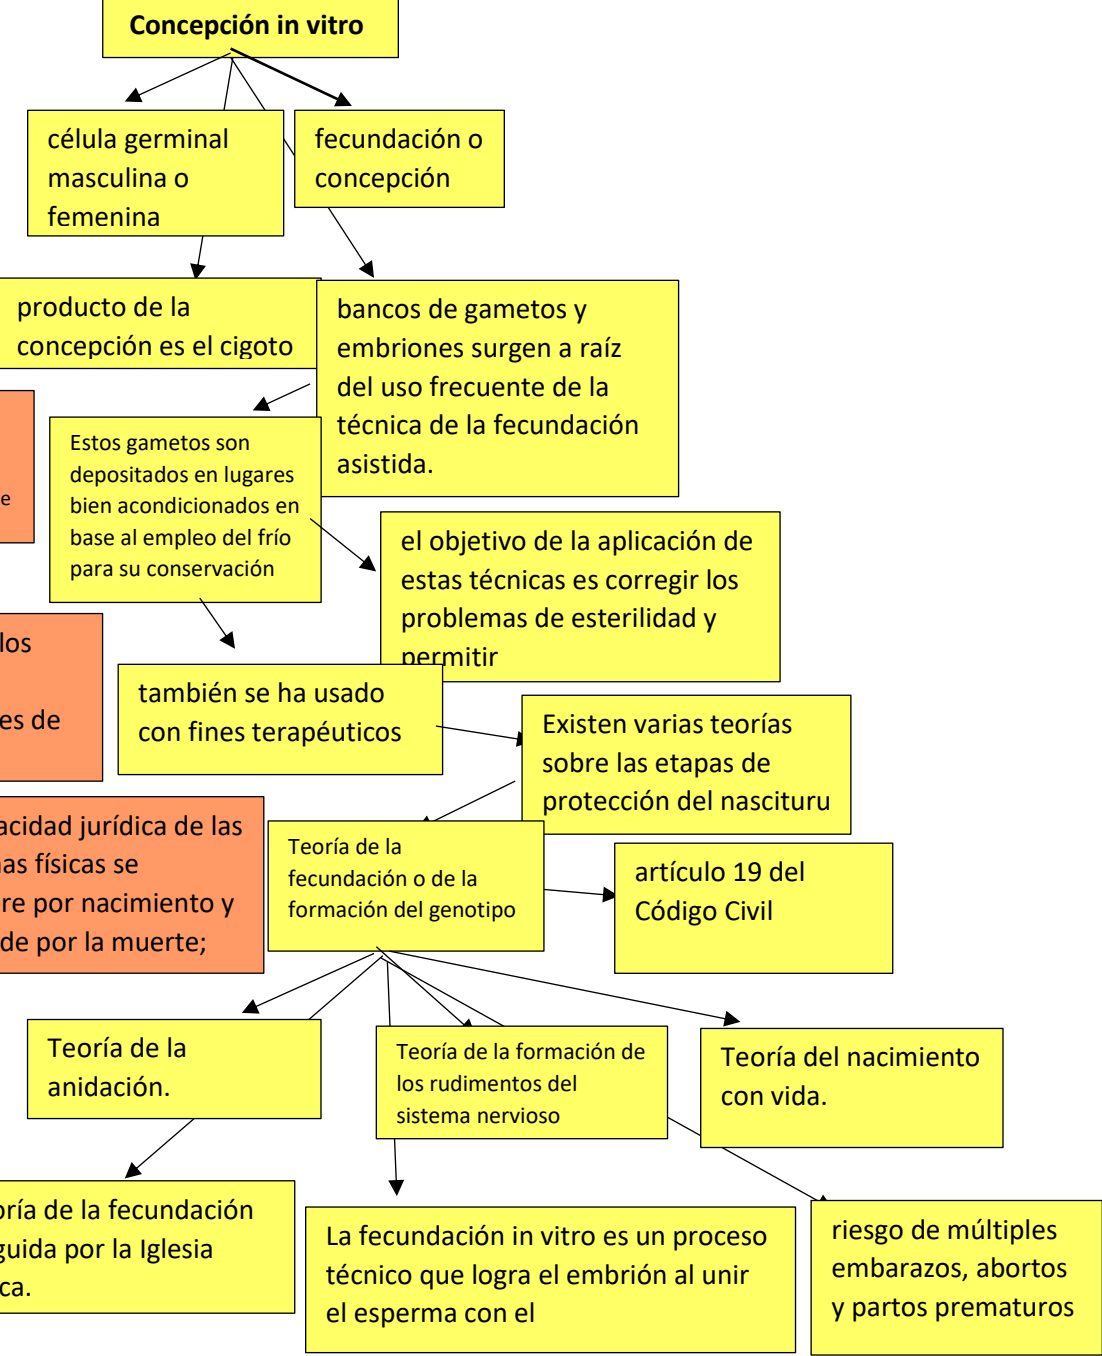 Concepción in vitro
célula germinal
masculina o
femenina
fecundación o
concepción
producto de la
concepción es el cigoto
bancos de gametos y
embriones surgen a raíz
del uso frecuente de la
técnica de la fecundación
asistida.
e
Estos gametos son
depositados en lugares
bien acondicionados en
base al empleo del frío
para su conservación
el objetivo de la aplicación de
estas técnicas es corregir los
problemas de esterilidad y
permitir
los
es de
también se ha usado
con fines terapéuticos
Existen varias teorías
sobre las etapas de
protección del nascituru
acidad jurídica de las
as físicas se
re por nacimiento y
de por la muerte;
Teoría de la
fecundación o de la
formación del genotipo
artículo 19 del
Código Civil
Teoría de la
anidación.
Teoría de la formación de
los rudimentos del
sistema nervioso
Teoría del nacimiento
con vida.
ría de la fecundación
guida por la Iglesia
ca.
La fecundación in vitro es un proceso
técnico que logra el embrión al unir
el esperma con el
riesgo de múltiples
embarazos, abortos
y partos prematuros